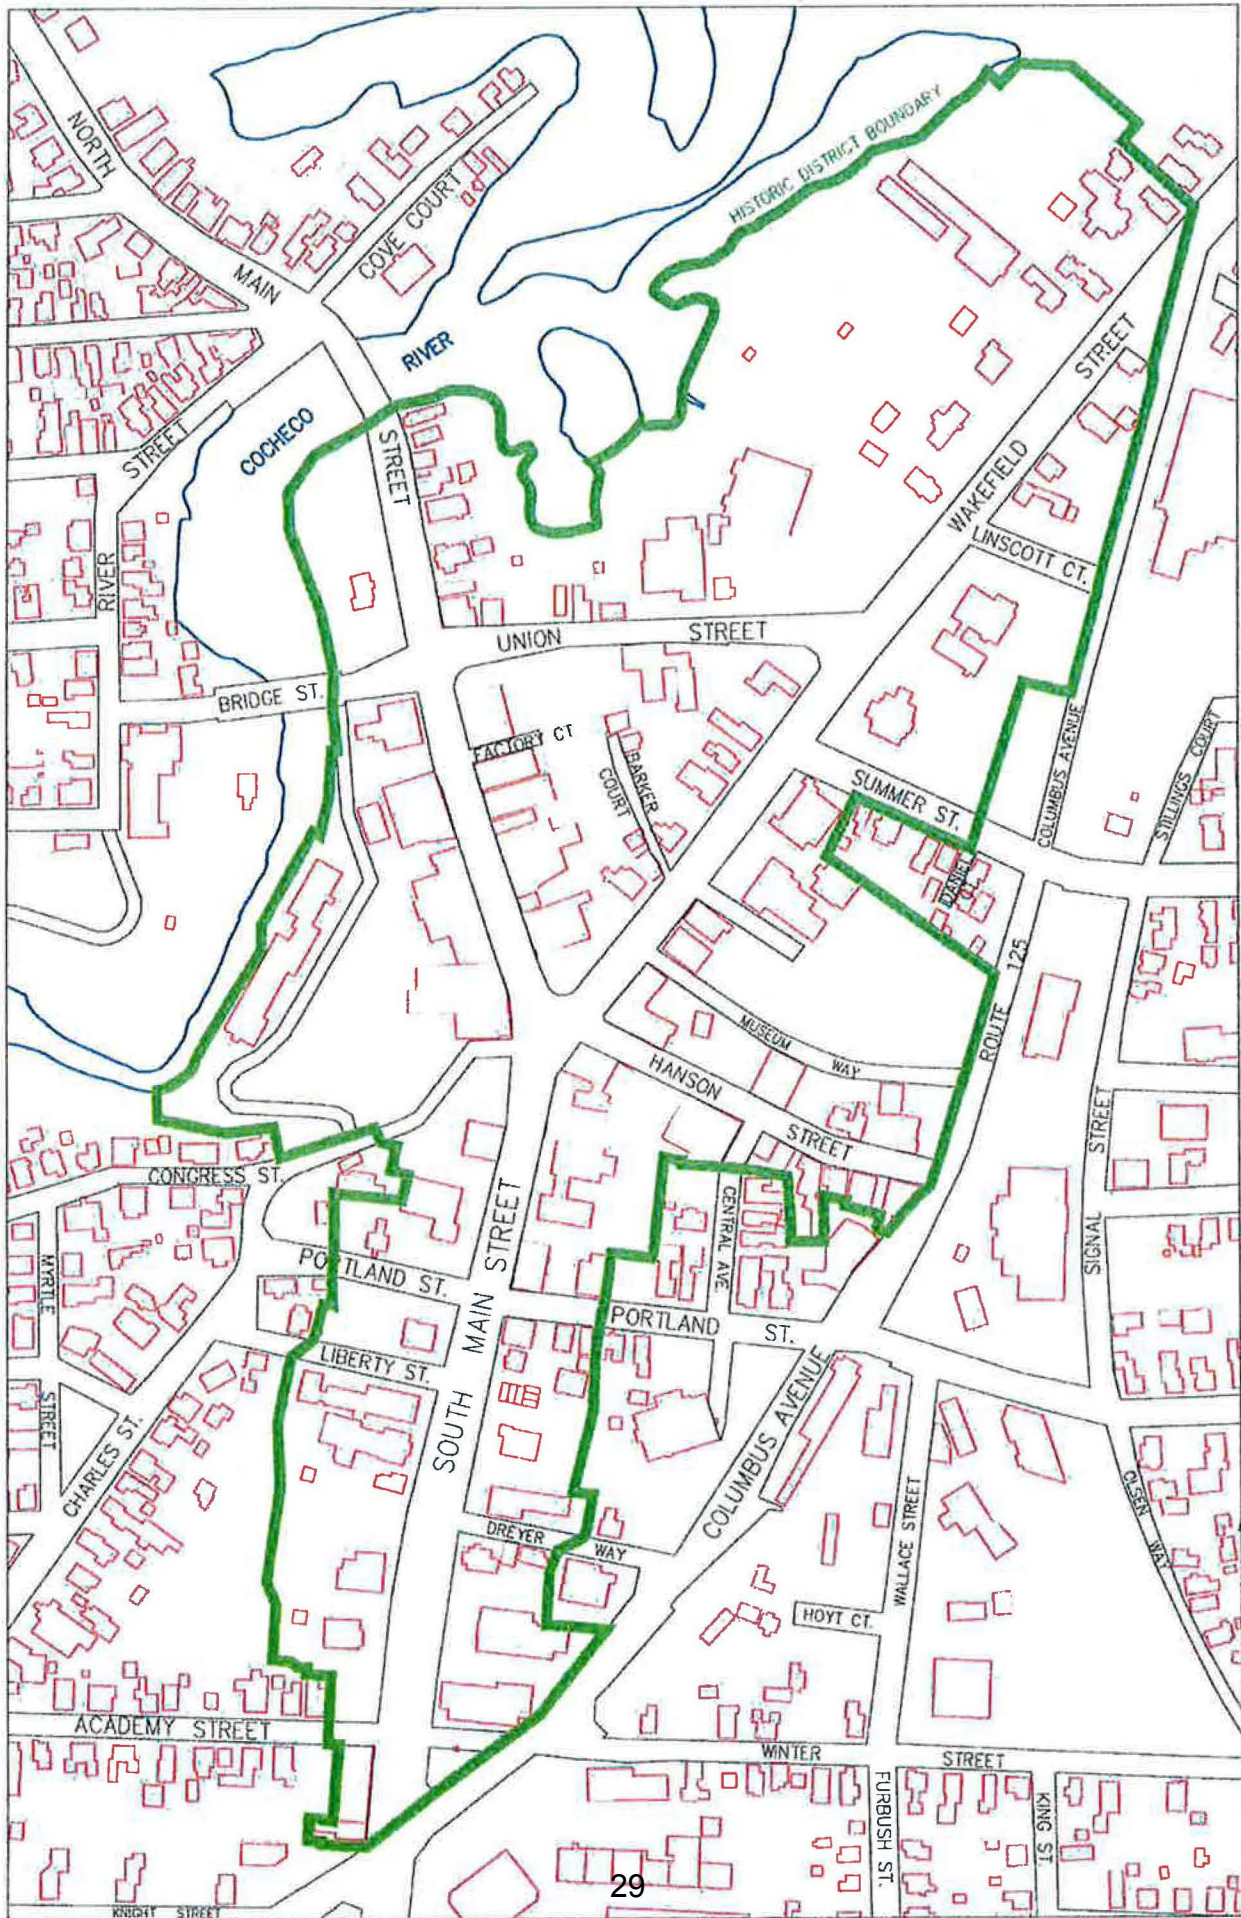 HISTORIC DISTRICT BOUNDARY
NORTH
MAIN
STREET
COVE COURT
COCHECO
RIVER
STREET
RIVER
STREET
WAKEFIELD
LINSCOTT CT.
UNION STREET
BRIDGE ST.
FACTORY CT
BARKER
COURT
COLUMBUS AVENUE
STILLINGS COURT
SUMMER ST.
DANIEL
CT.
ROUTE 125
MUSEUM WAY
HANSON
STREET
SIGNAL STREET
CONGRESS ST.
CENTRAL AVE
MYRTLE
STREET
PORTLAND ST.
PORTLAND ST.
LIBERTY ST.
SOUTH MAIN STREET
CHARLES ST.
COLUMBUS AVENUE
WALLACE STREET
OLSEN WAY
DREYER WAY
HOYT CT.
ACADEMY STREET
WINTER STREET
FURBUSH ST.
KING ST.
KNIGHT STREET
29